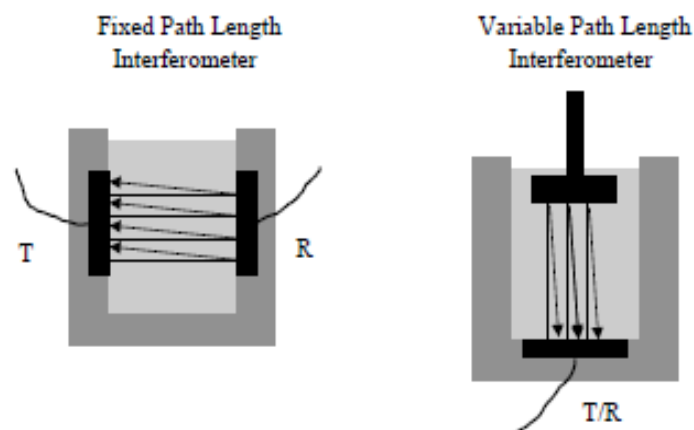 Fixed Path Length
Interferometer
Variable Path Length
Interferometer
T
R
T/R